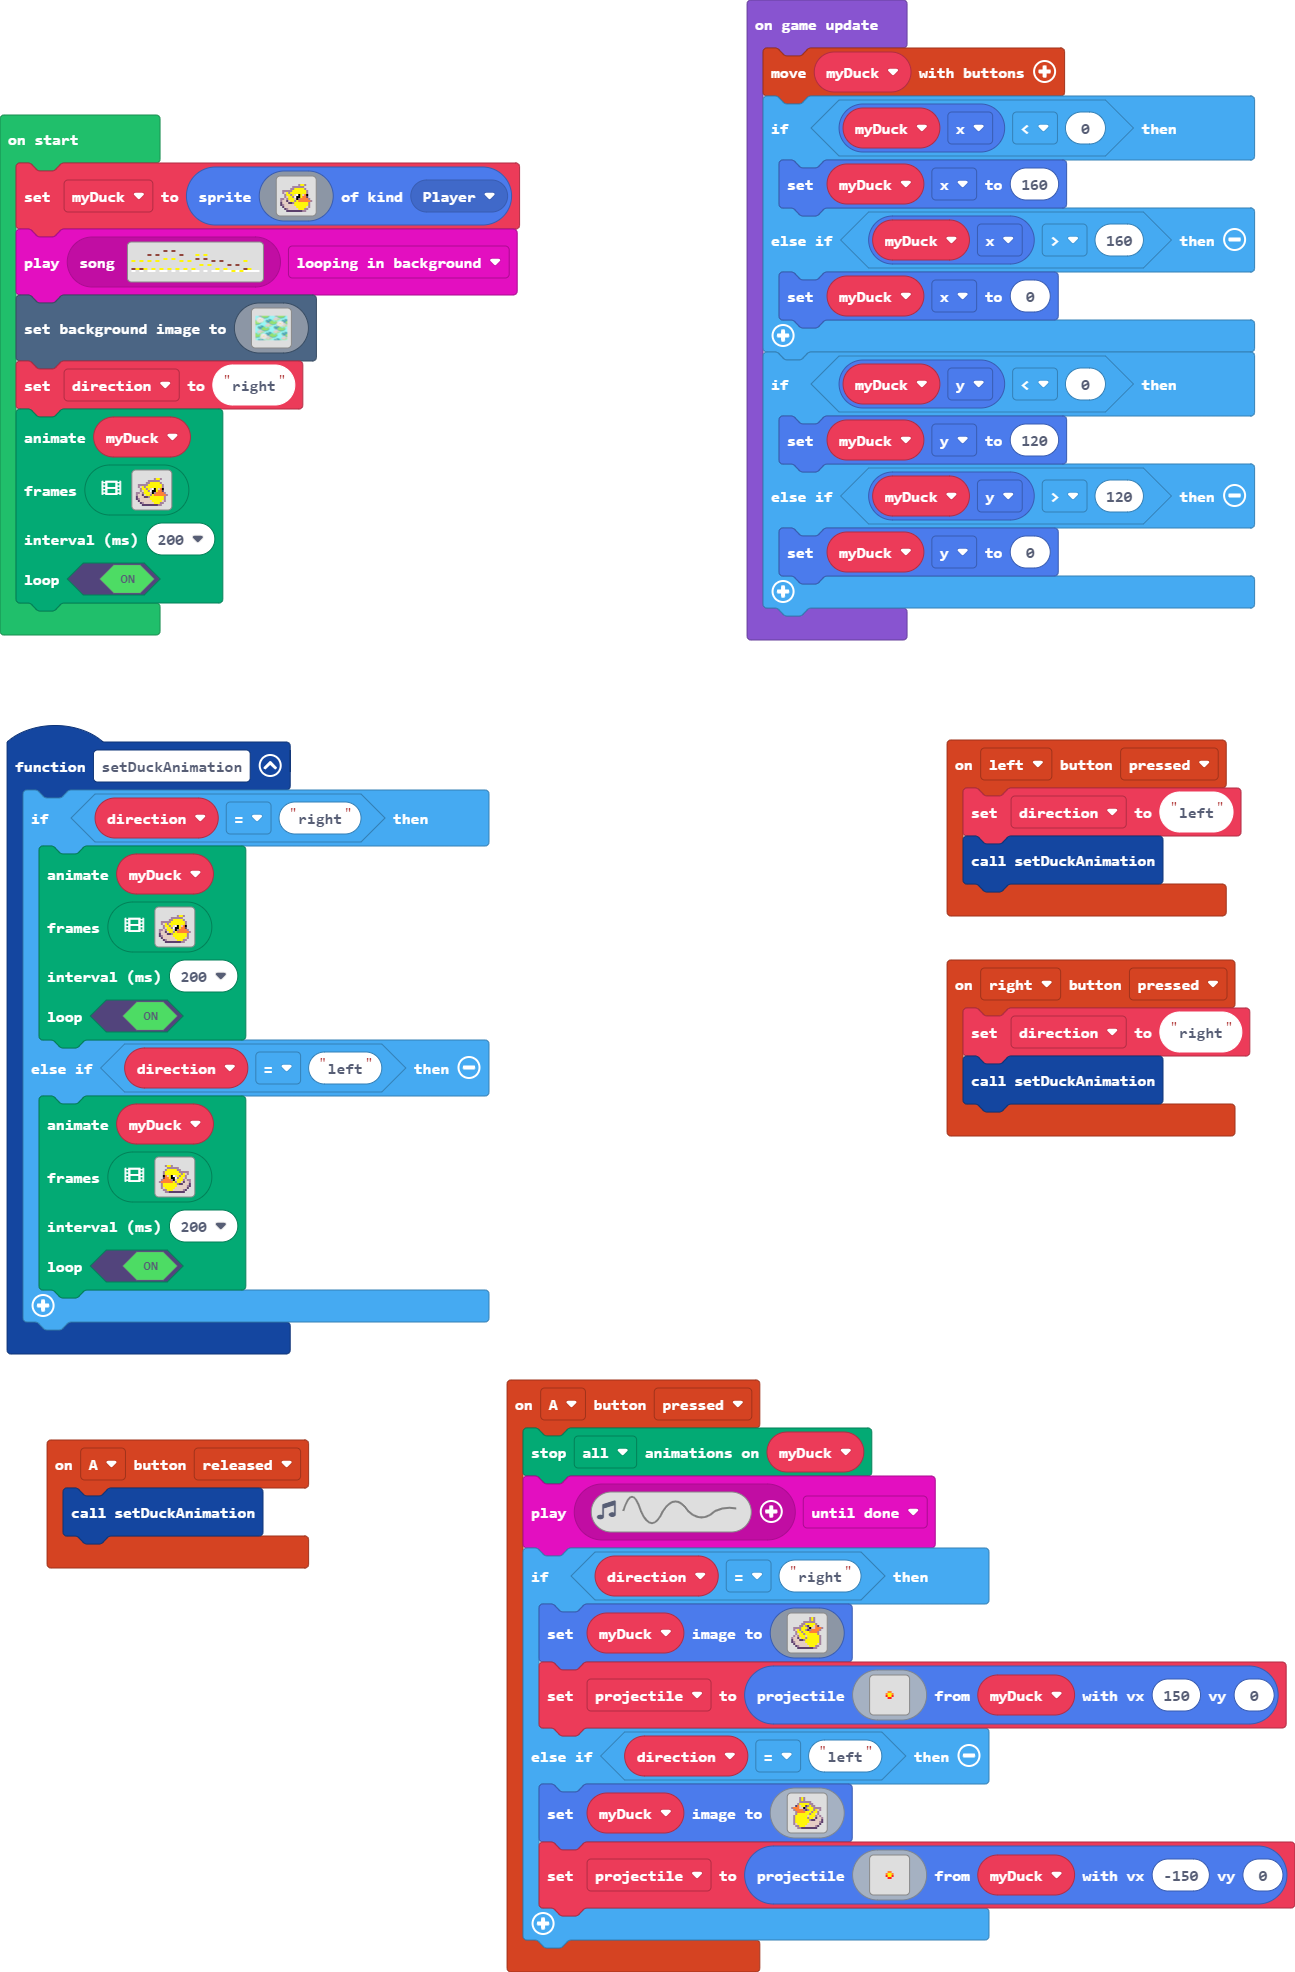 on game update
move myDuck with buttons
if myDuck x < 0 then
set myDuck x to 160
else if myDuck x > 160 then
set myDuck x to 0
if myDuck y < 0 then
set myDuck y to 120
else if myDuck y > 120 then
set myDuck y to 0
on start
set myDuck to sprite of kind Player
play song looping in background
set background image to
set direction to "right"
animate myDuck
frames
interval (ms) 200
loop ON
function setDuckAnimation
if direction = "right" then
animate myDuck
frames
interval (ms) 200
loop ON
else if direction = "left" then
animate myDuck
frames
interval (ms) 200
loop ON
on left button pressed
set direction to "left"
call setDuckAnimation
on right button pressed
set direction to "right"
call setDuckAnimation
on A button released
call setDuckAnimation
on A button pressed
stop all animations on myDuck
play until done
if direction = "right" then
set myDuck image to
set projectile to projectile from myDuck with vx 150 vy 0
else if direction = "left" then
set myDuck image to
set projectile to projectile from myDuck with vx -150 vy 0